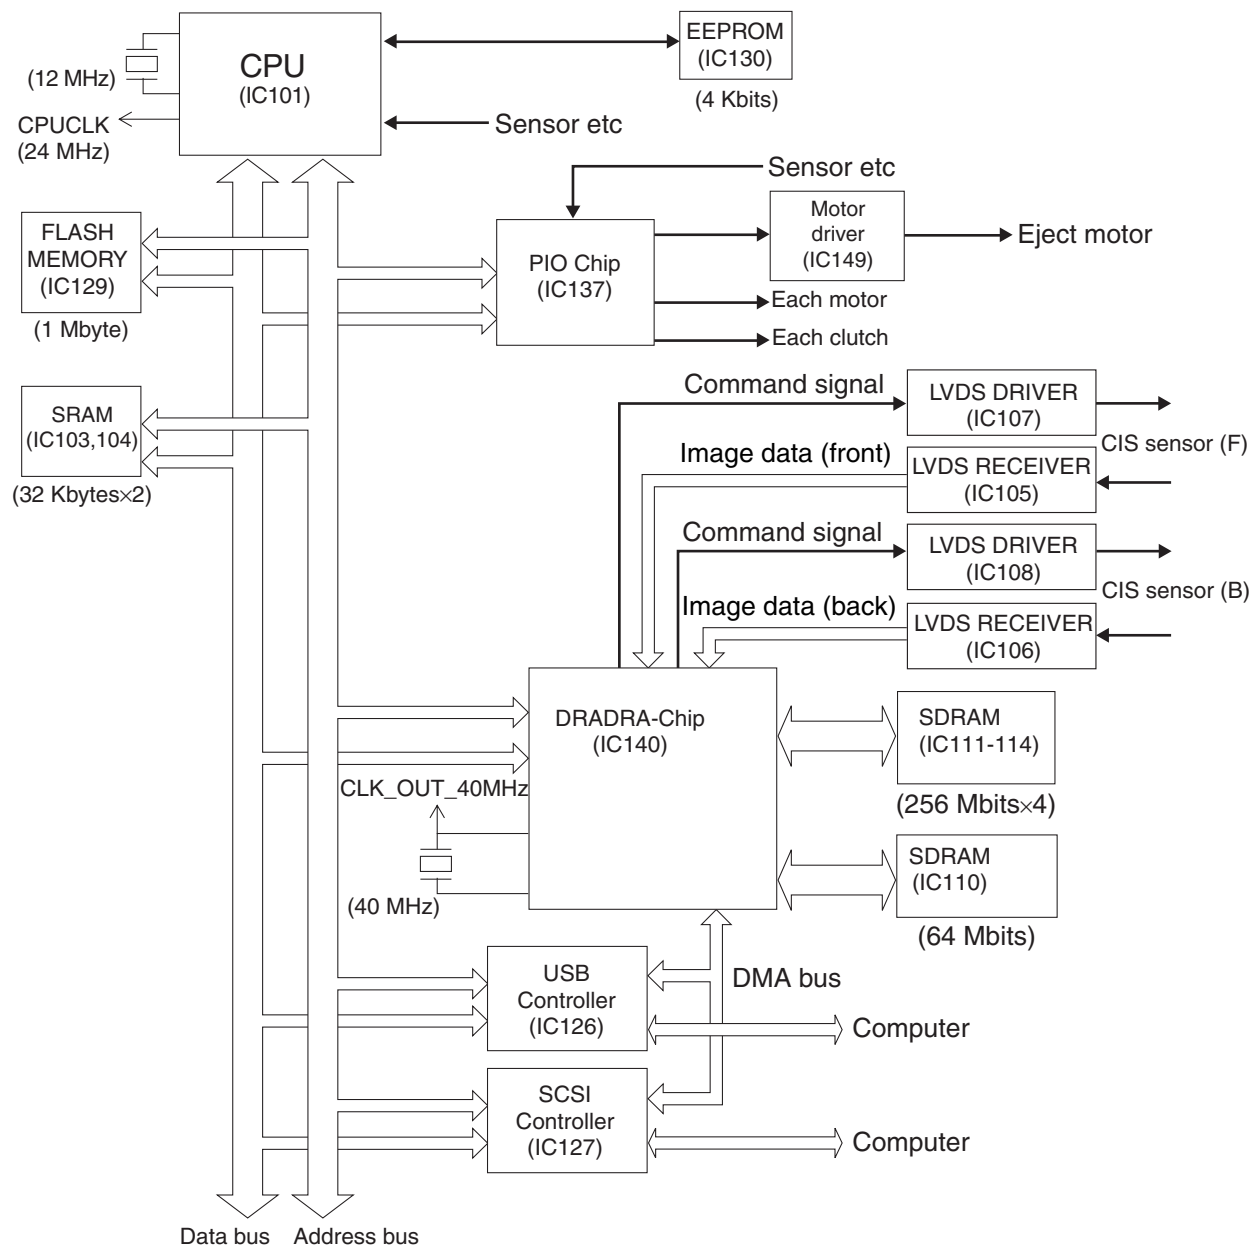 CPU
(IC101)
(12 MHz)
CPUCLK
(24 MHz)
EEPROM
(IC130)
(4 Kbits)
Sensor etc
Sensor etc
FLASH
MEMORY
(IC129)
(1 Mbyte)
PIO Chip
(IC137)
Motor
driver
(IC149)
Eject motor
Each motor
Each clutch
SRAM
(IC103,104)
(32 Kbytes×2)
Command signal
LVDS DRIVER
(IC107)
CIS sensor (F)
Image data (front)
LVDS RECEIVER
(IC105)
Command signal
LVDS DRIVER
(IC108)
CIS sensor (B)
Image data (back)
LVDS RECEIVER
(IC106)
DRADRA-Chip
(IC140)
SDRAM
(IC111-114)
(256 Mbits×4)
CLK_OUT_40MHz
(40 MHz)
SDRAM
(IC110)
(64 Mbits)
USB
Controller
(IC126)
DMA bus
Computer
SCSI
Controller
(IC127)
Computer
Data bus
Address bus